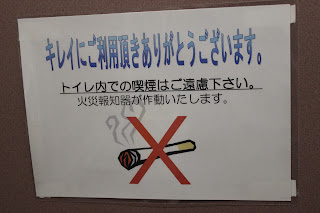 キレイにご利用頂きありがとうございます。
トイレ内での喫煙はご遠慮下さい。
火災報知器が作動いたします。